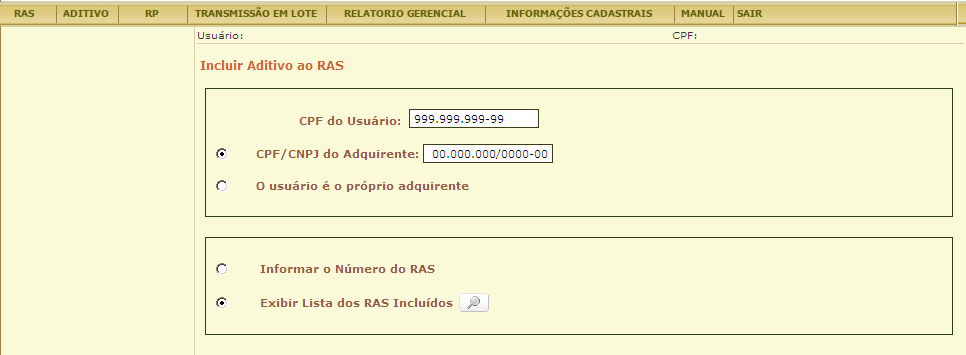 RAS ADITIVO RP TRANSMISSÃO EM LOTE RELATORIO GERENCIAL INFORMAÇÕES CADASTRAIS MANUAL SAIR
Usuário: CPF:
Incluir Aditivo ao RAS
CPF do Usuário: 999.999.999-99
CPF/CNPJ do Adquirente: 00.000.000/0000-00
O usuário é o próprio adquirente
Informar o Número do RAS
Exibir Lista dos RAS Incluídos